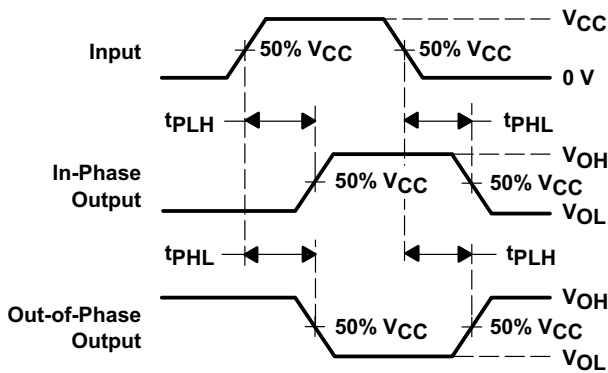 Input
50% VCC
50% VCC
VCC
0 V
tPLH
tPHL
In-Phase
Output
50% VCC
VOH
50% VCC
VOL
tPHL
tPLH
Out-of-Phase
Output
50% VCC
VOH
50% VCC
VOL